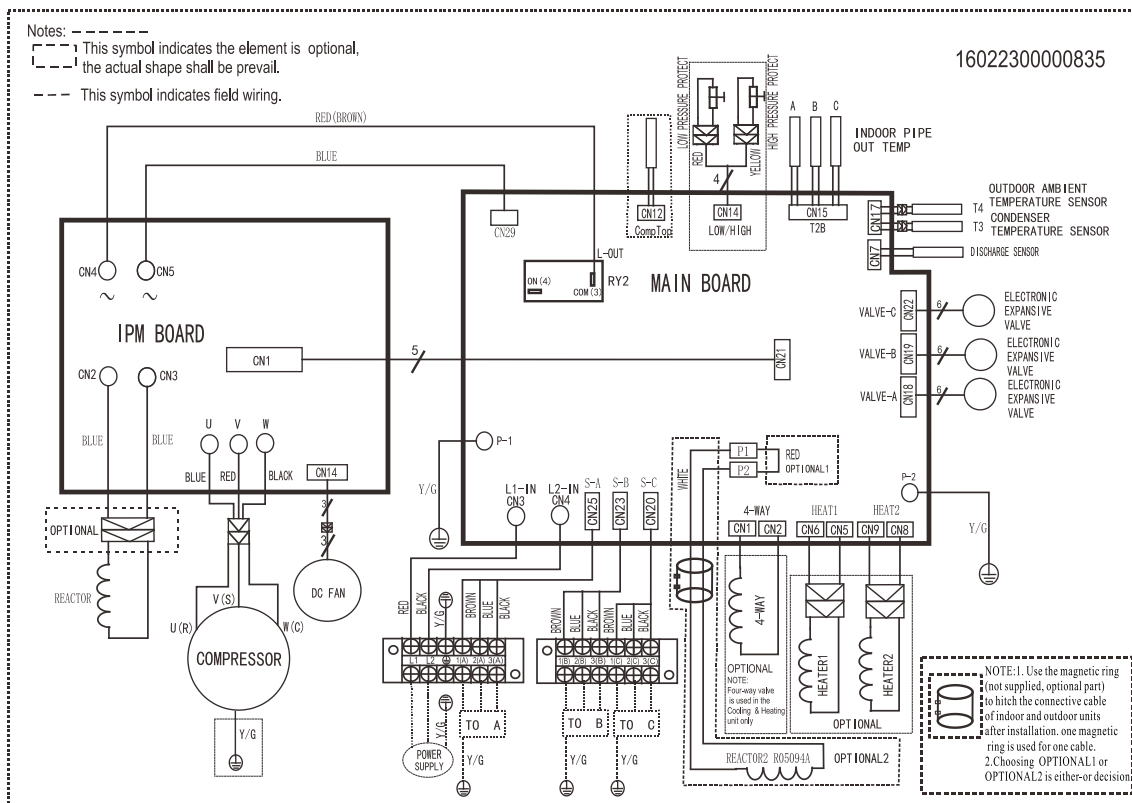 Notes:
This symbol indicates the element is optional,
the actual shape shall be prevail.
This symbol indicates field wiring.
16022300000835
RED(BROWN)
BLUE
LOW PRESSURE PROTECT
HIGH PRESSURE PROTECT
RED
YELLOW
4
A B C
INDOOR PIPE
OUT TEMP
CN12
CompTop
CN14
LOW/HIGH
CN15
T2B
CN17
T4
OUTDOOR AMBIENT
TEMPERATURE SENSOR
T3
CONDENSER
TEMPERATURE SENSOR
CN7
DISCHARGE SENSOR
CN29
L-OUT
ON(4)
COM(3)
RY2
MAIN BOARD
CN4
CN5
IPM BOARD
CN1
5
CN21
VALVE-C
CN22
6
ELECTRONIC
EXPANSIVE
VALVE
VALVE-B
CN19
6
ELECTRONIC
EXPANSIVE
VALVE
VALVE-A
CN18
6
ELECTRONIC
EXPANSIVE
VALVE
CN2
CN3
BLUE
BLUE
U V W
BLUE
RED
BLACK
CN14
3
3
DC FAN
OPTIONAL
REACTOR
V(S)
U(R)
W(C)
COMPRESSOR
Y/G
P-1
Y/G
L1-IN
CN3
L2-IN
CN4
S-A
CN25
S-B
CN23
S-C
CN20
WHITE
P1
P2
RED
OPTIONAL1
P-2
Y/G
4-WAY
CN1
CN2
HEAT1
CN6
CN5
HEAT2
CN9
CN8
RED
BLACK
Y/G
BROWN
BLUE
BLACK
BROWN
BLUE
BLACK
BROWN
BLUE
BLACK
L1
L2
1(A)
2(A)
3(A)
1(B)
2(B)
3(B)
1(C)
2(C)
3(C)
POWER
SUPPLY
Y/G
TO A
Y/G
TO B
Y/G
TO C
Y/G
4-WAY
OPTIONAL
NOTE:
Four-way valve
is used in the
Cooling & Heating
unit only
HEATER1
HEATER2
OPTIONAL
REACTOR2 R05094A
OPTIONAL2
NOTE:1. Use the magnetic ring
(not supplied, optional part)
to hitch the connective cable
of indoor and outdoor units
after installation. one magnetic
ring is used for one cable.
2.Choosing OPTIONAL1 or
OPTIONAL2 is either-or decision